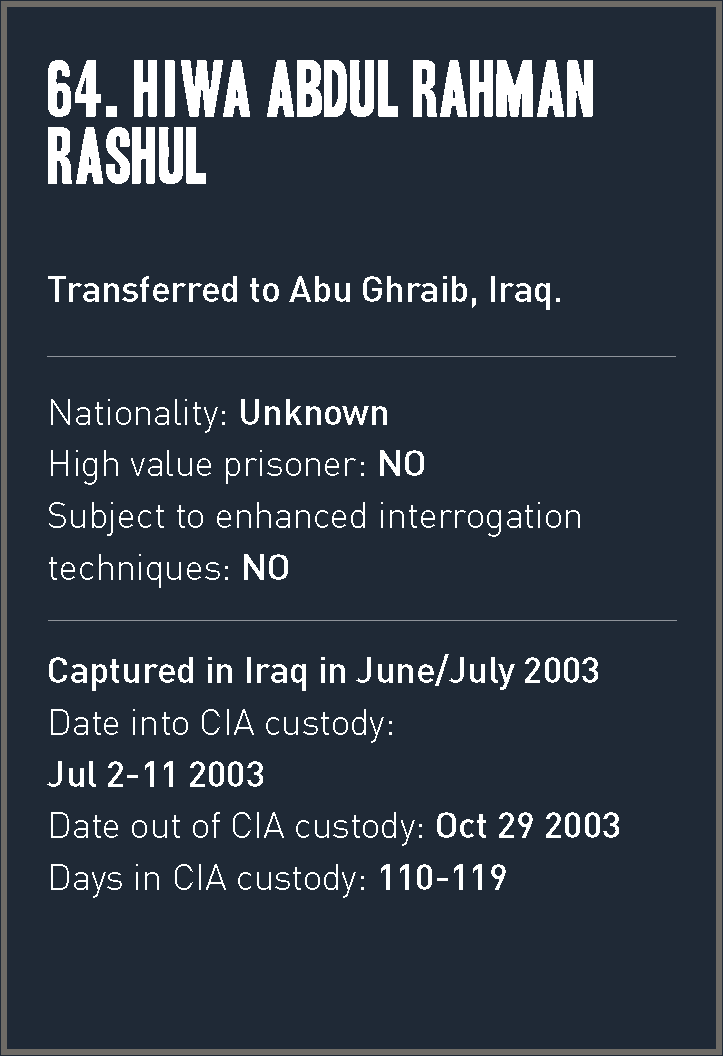 64. HIWA ABDUL RAHMAN
RASHUL
Transferred to Abu Ghraib, Iraq.
Nationality: Unknown
High value prisoner: NO
Subject to enhanced interrogation
techniques: NO
Captured in Iraq in June/July 2003
Date into CIA custody:
Jul 2-11 2003
Date out of CIA custody: Oct 29 2003
Days in CIA custody: 110-119